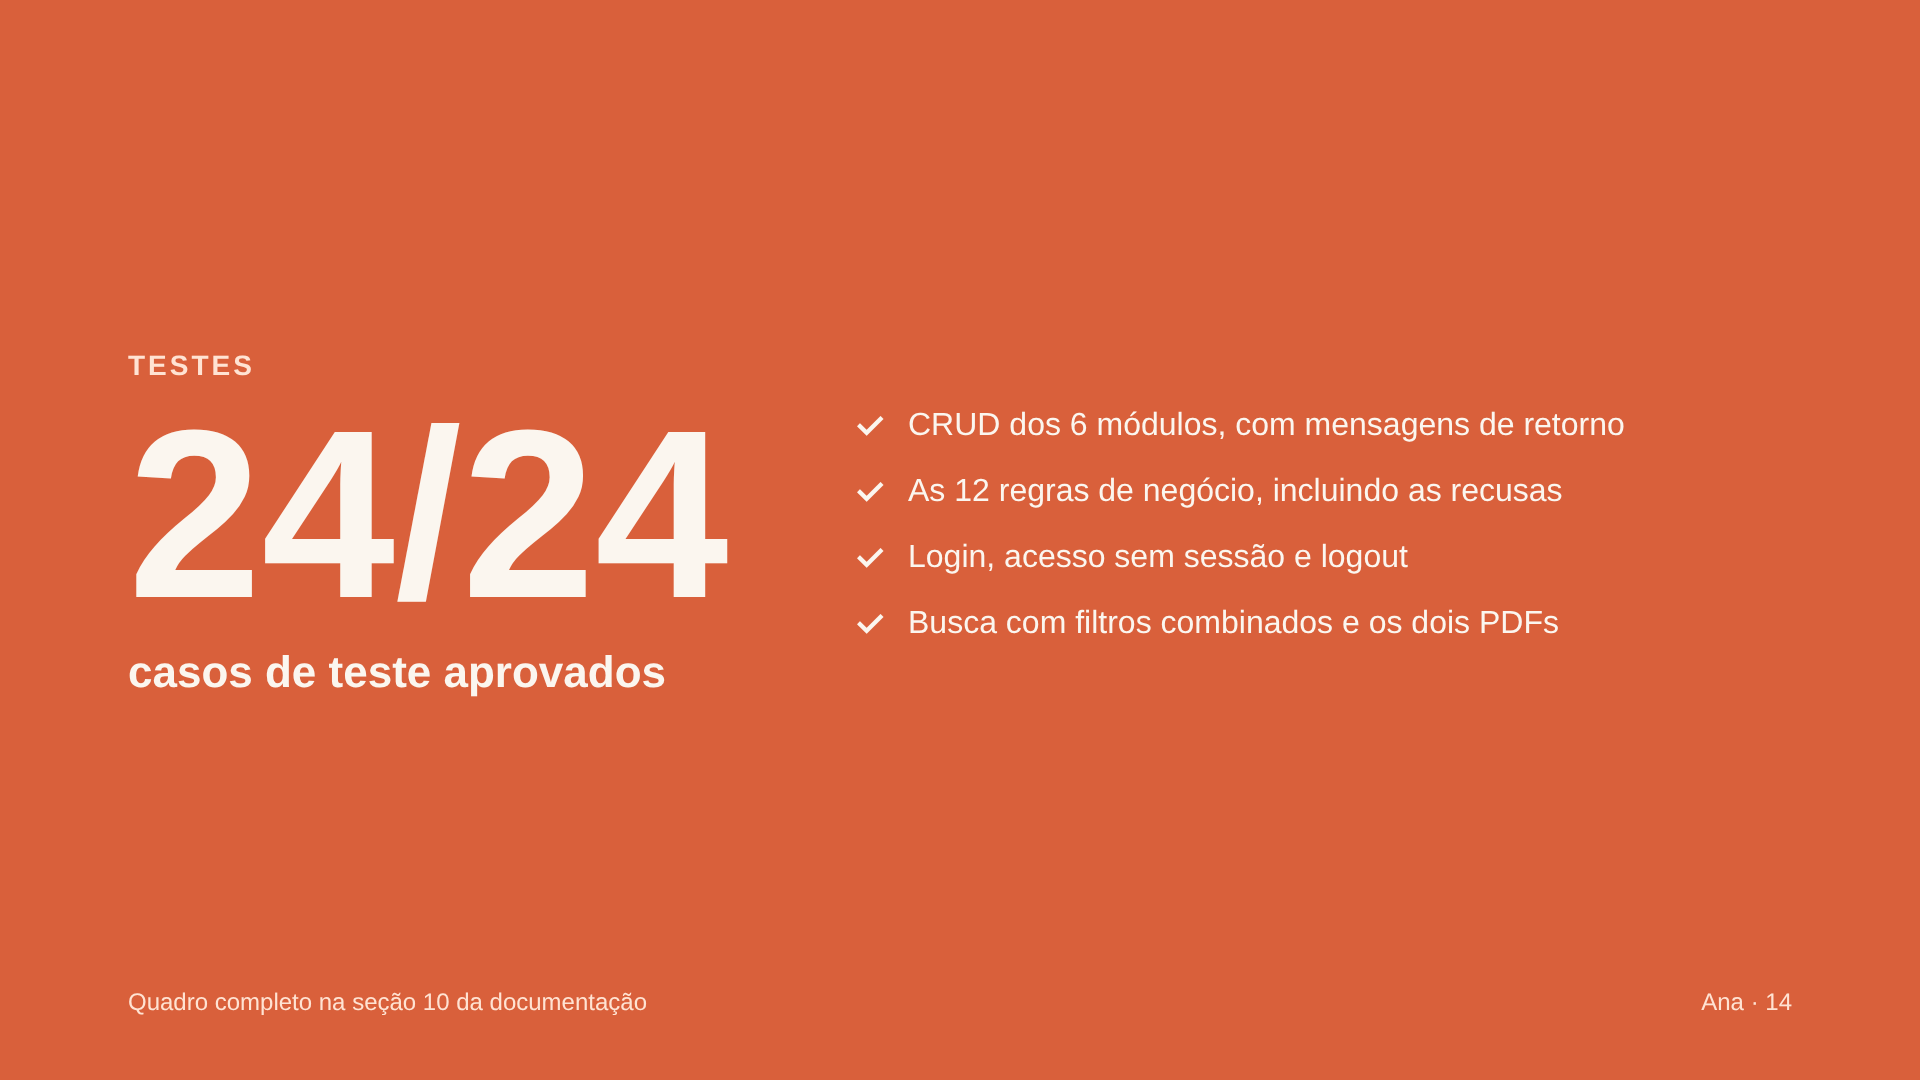 TESTES
24/24
casos de teste aprovados
CRUD dos 6 módulos, com mensagens de retorno
As 12 regras de negócio, incluindo as recusas
Login, acesso sem sessão e logout
Busca com filtros combinados e os dois PDFs
Quadro completo na seção 10 da documentação
Ana · 14